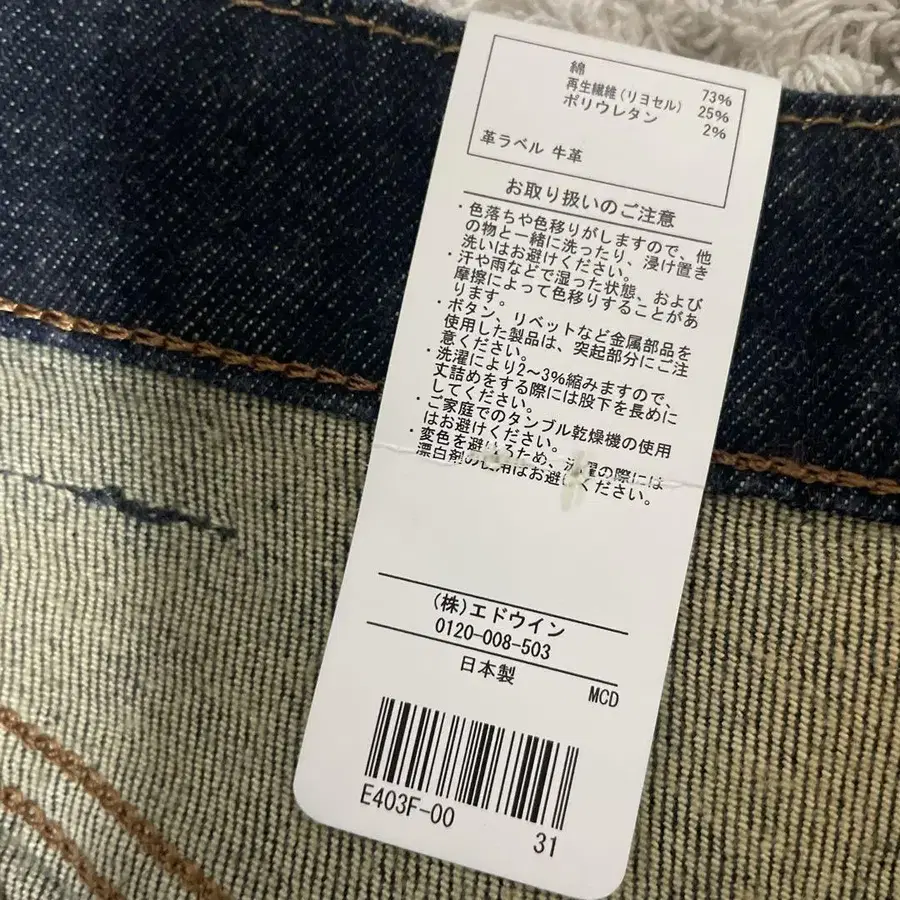 綿 73%
再生繊維(リヨセル) 25%
ポリウレタン 2%
革ラベル 牛革
お取り扱いのご注意
・色落ちや色移りがしますので、他
の物と一緒に洗ったり、浸け置き
洗いはお避けください。
・汗や雨などで湿った状態、および
摩擦によって色移りすることがあ
ります。
・ボタン、リベットなど金属部品を
使用した製品は、突起部分にご注
意ください。
・洗濯により2~3%縮みますので、
丈詰めをする際には股下を長めに
してください。
・ご家庭でのタンブル乾燥機の使用
はお避けください。
・変色を避けるため、洗濯の際には
漂白剤の使用はお避けください。
(株)エドウイン
0120-008-503
日本製
MCD
E403F-00
31